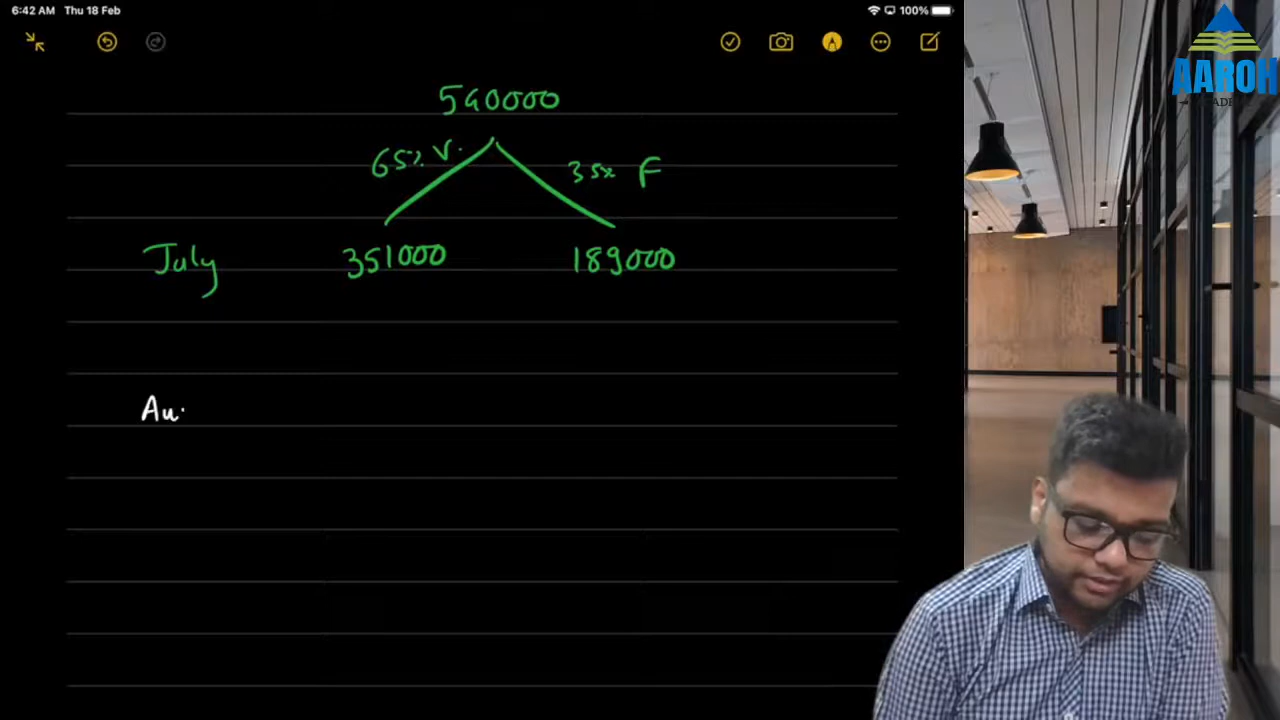 6:42 AM Thu 18 Feb
100%
AAROH
540000
65% V.
35% F
July 351000 189000
Au